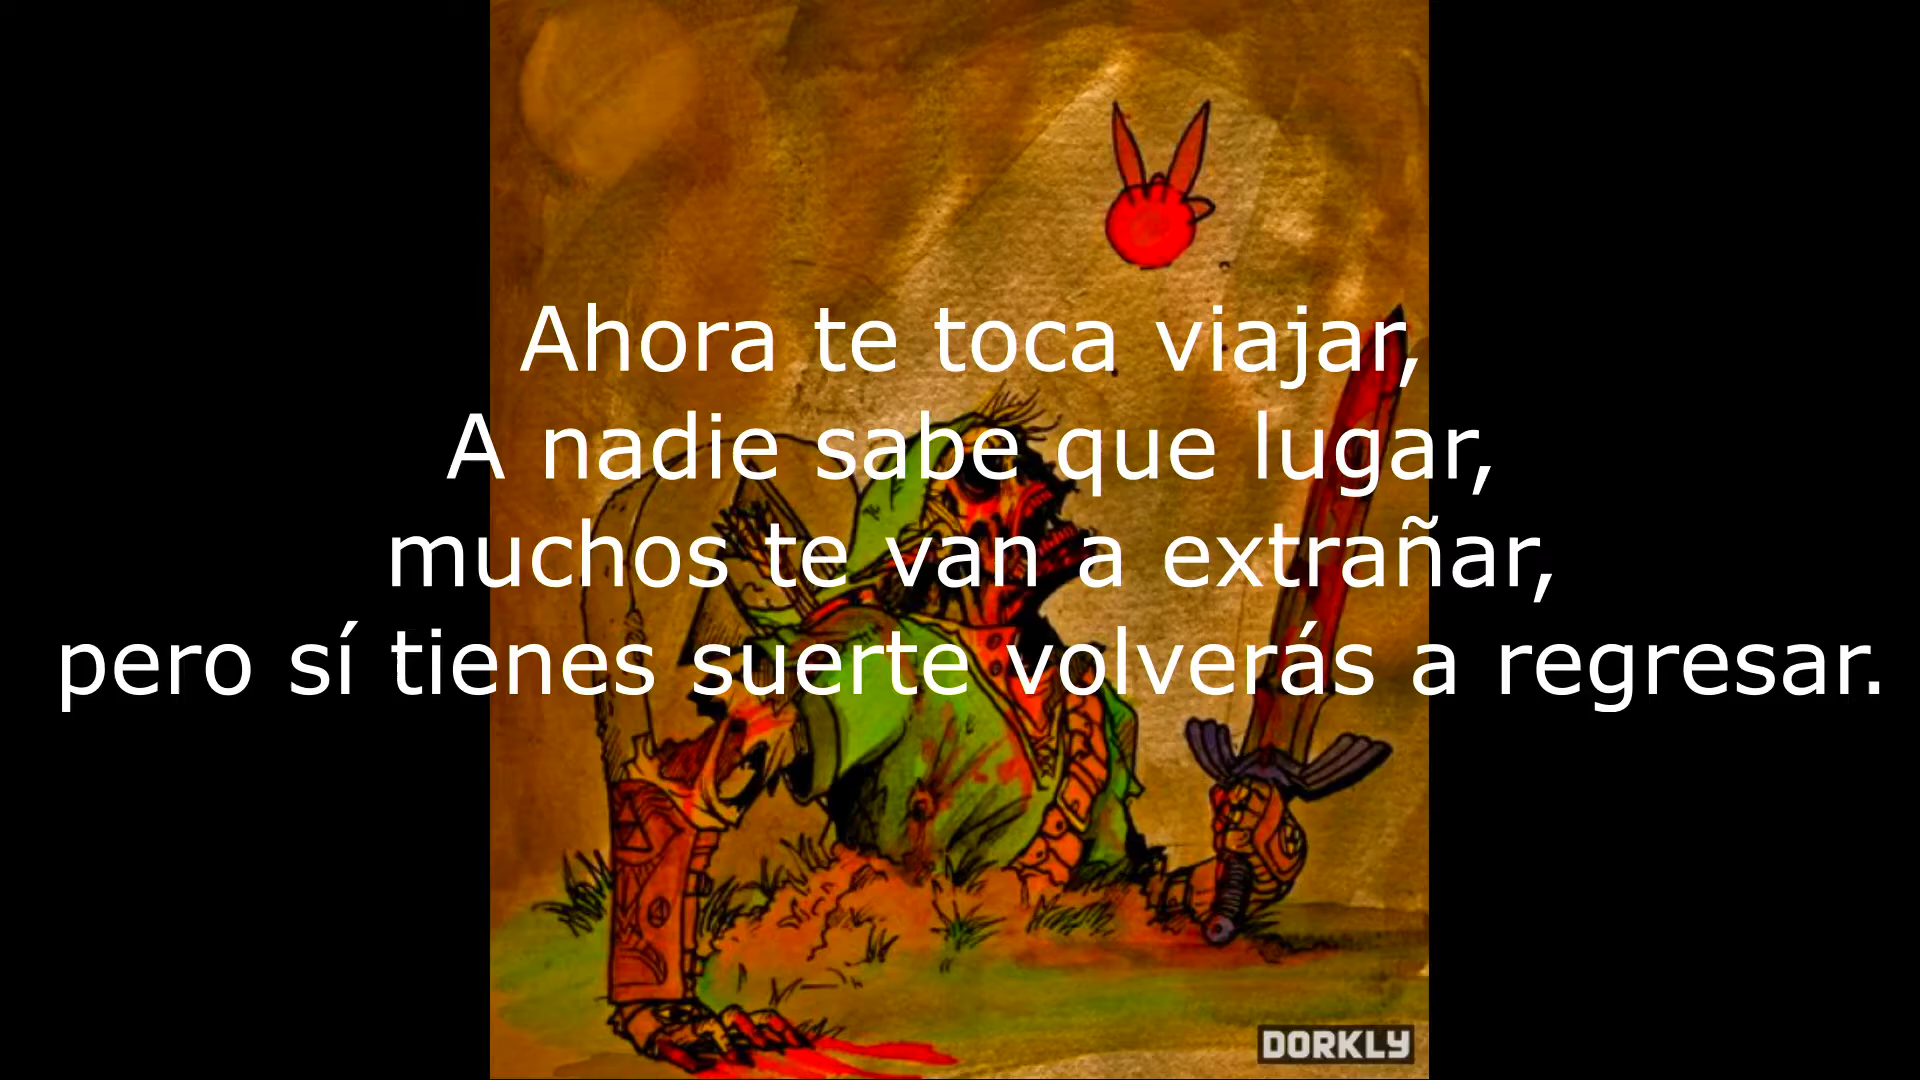 Ahora te toca viajar,
A nadie sabe que lugar,
muchos te van a extrañar,
pero sí tienes suerte volverás a regresar.
DORKLY